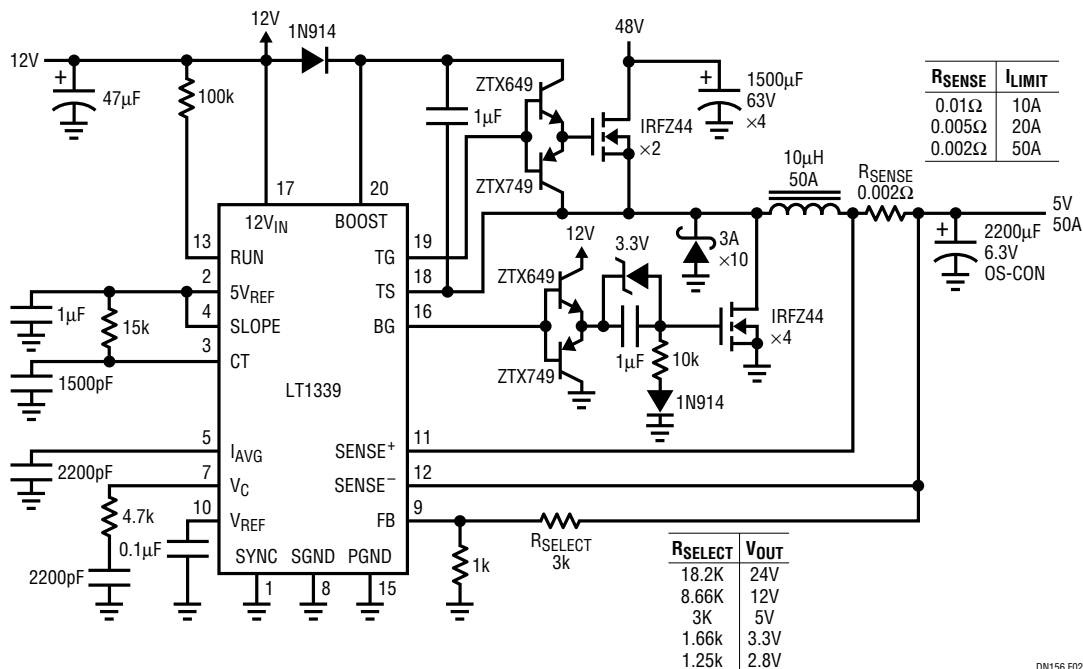 12V
12V
1N914
48V
+
47µF
100k
1µF
ZTX649
ZTX749
IRFZ44
×2
+
1500µF
63V
×4
RSENSE ILIMIT
0.01Ω 10A
0.005Ω 20A
0.002Ω 50A
10µH
50A
RSENSE
0.002Ω
5V
50A
+
2200µF
6.3V
OS-CON
17
20
12VIN
BOOST
13
RUN
2
5VREF
4
SLOPE
3
CT
1µF
15k
1500pF
LT1339
19
TG
18
TS
16
BG
12V
3.3V
3A
×10
ZTX649
ZTX749
1µF
10k
1N914
IRFZ44
×4
5
IAVG
2200pF
7
VC
4.7k
2200pF
10
VREF
0.1µF
11
SENSE+
12
SENSE−
9
FB
SYNC
SGND
PGND
1
8
15
1k
RSELECT
3k
RSELECT VOUT
18.2K 24V
8.66K 12V
3K 5V
1.66k 3.3V
1.25k 2.8V
DN156 F02